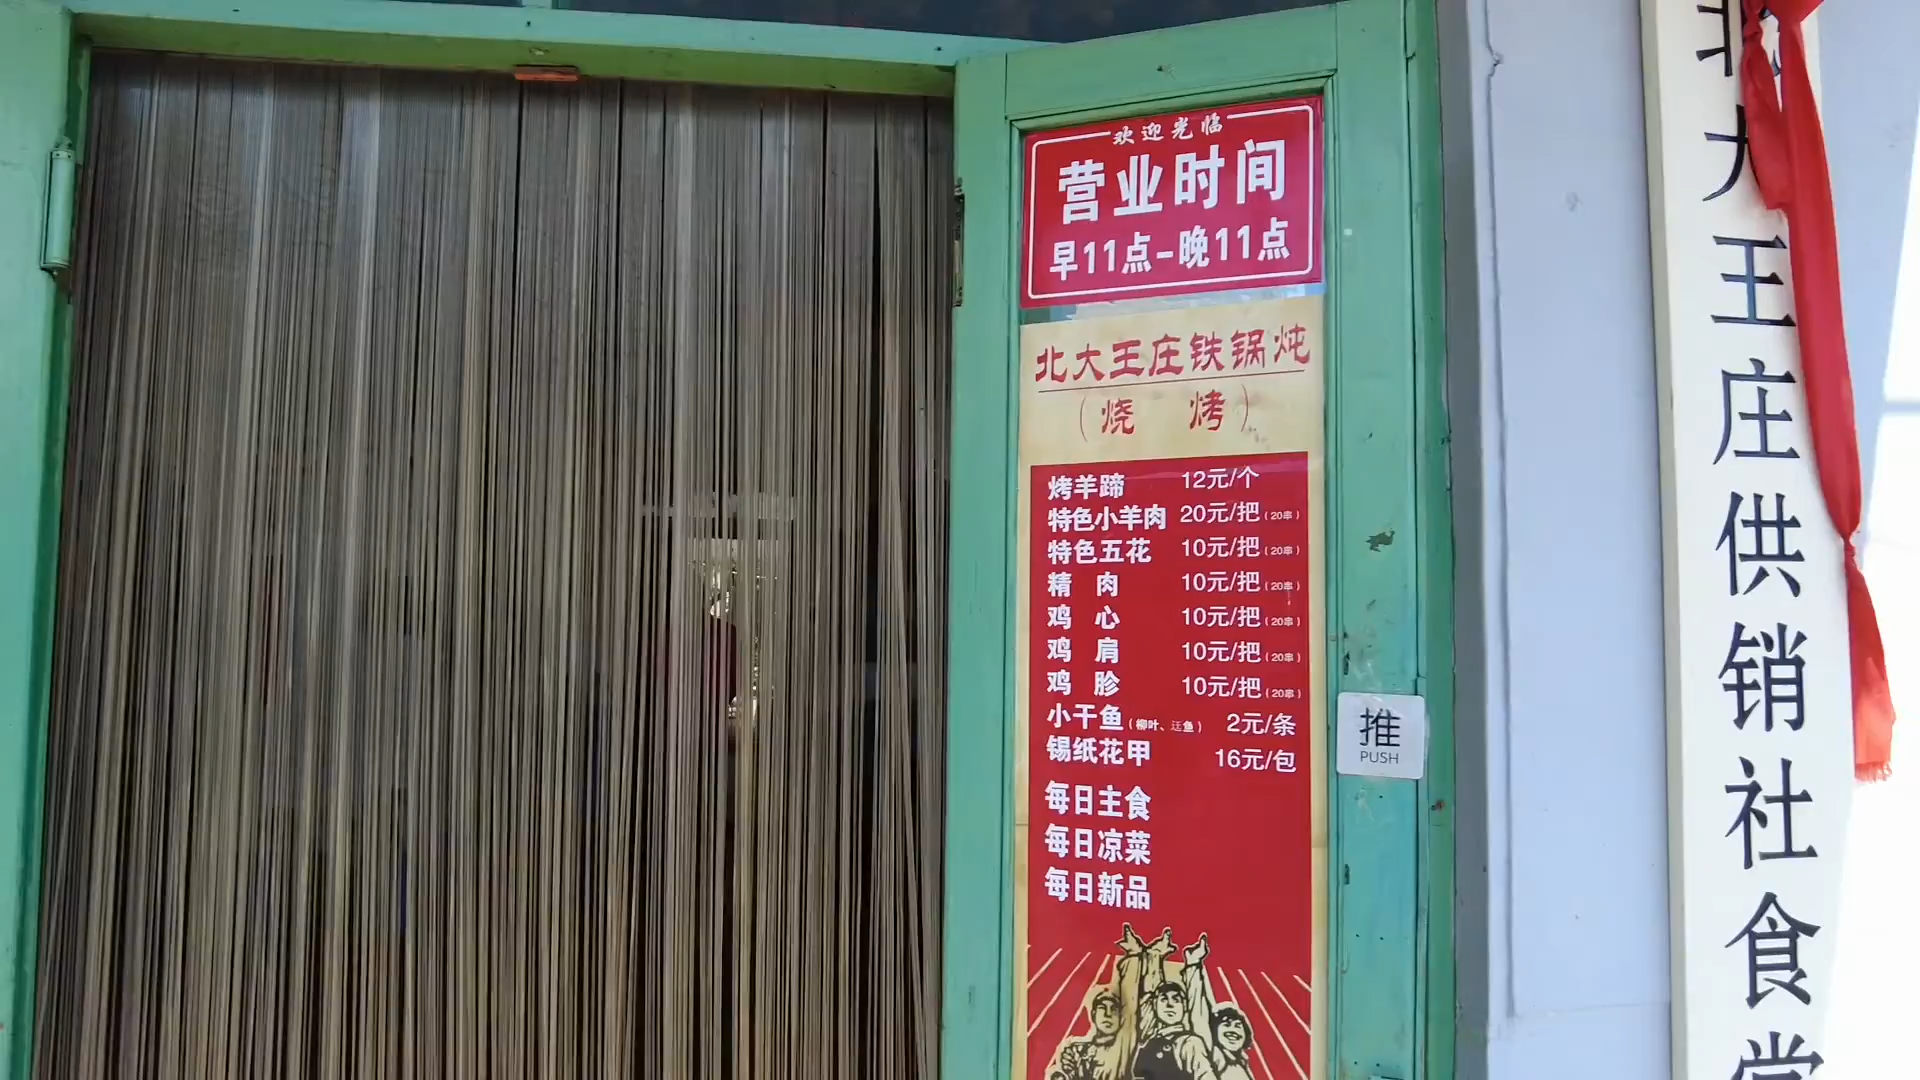 欢迎光临
营业时间
早11点-晚11点
北大王庄铁锅炖
(烧 烤)
烤羊蹄 12元/个
特色小羊肉 20元/把(20串)
特色五花 10元/把(20串)
精 肉 10元/把(20串)
鸡 心 10元/把(20串)
鸡 肩 10元/把(20串)
鸡 胗 10元/把(20串)
小干鱼(柳叶、迋鱼) 2元/条
锡纸花甲 16元/包
每日主食
每日凉菜
每日新品
推
PUSH
北大王庄供销社食堂